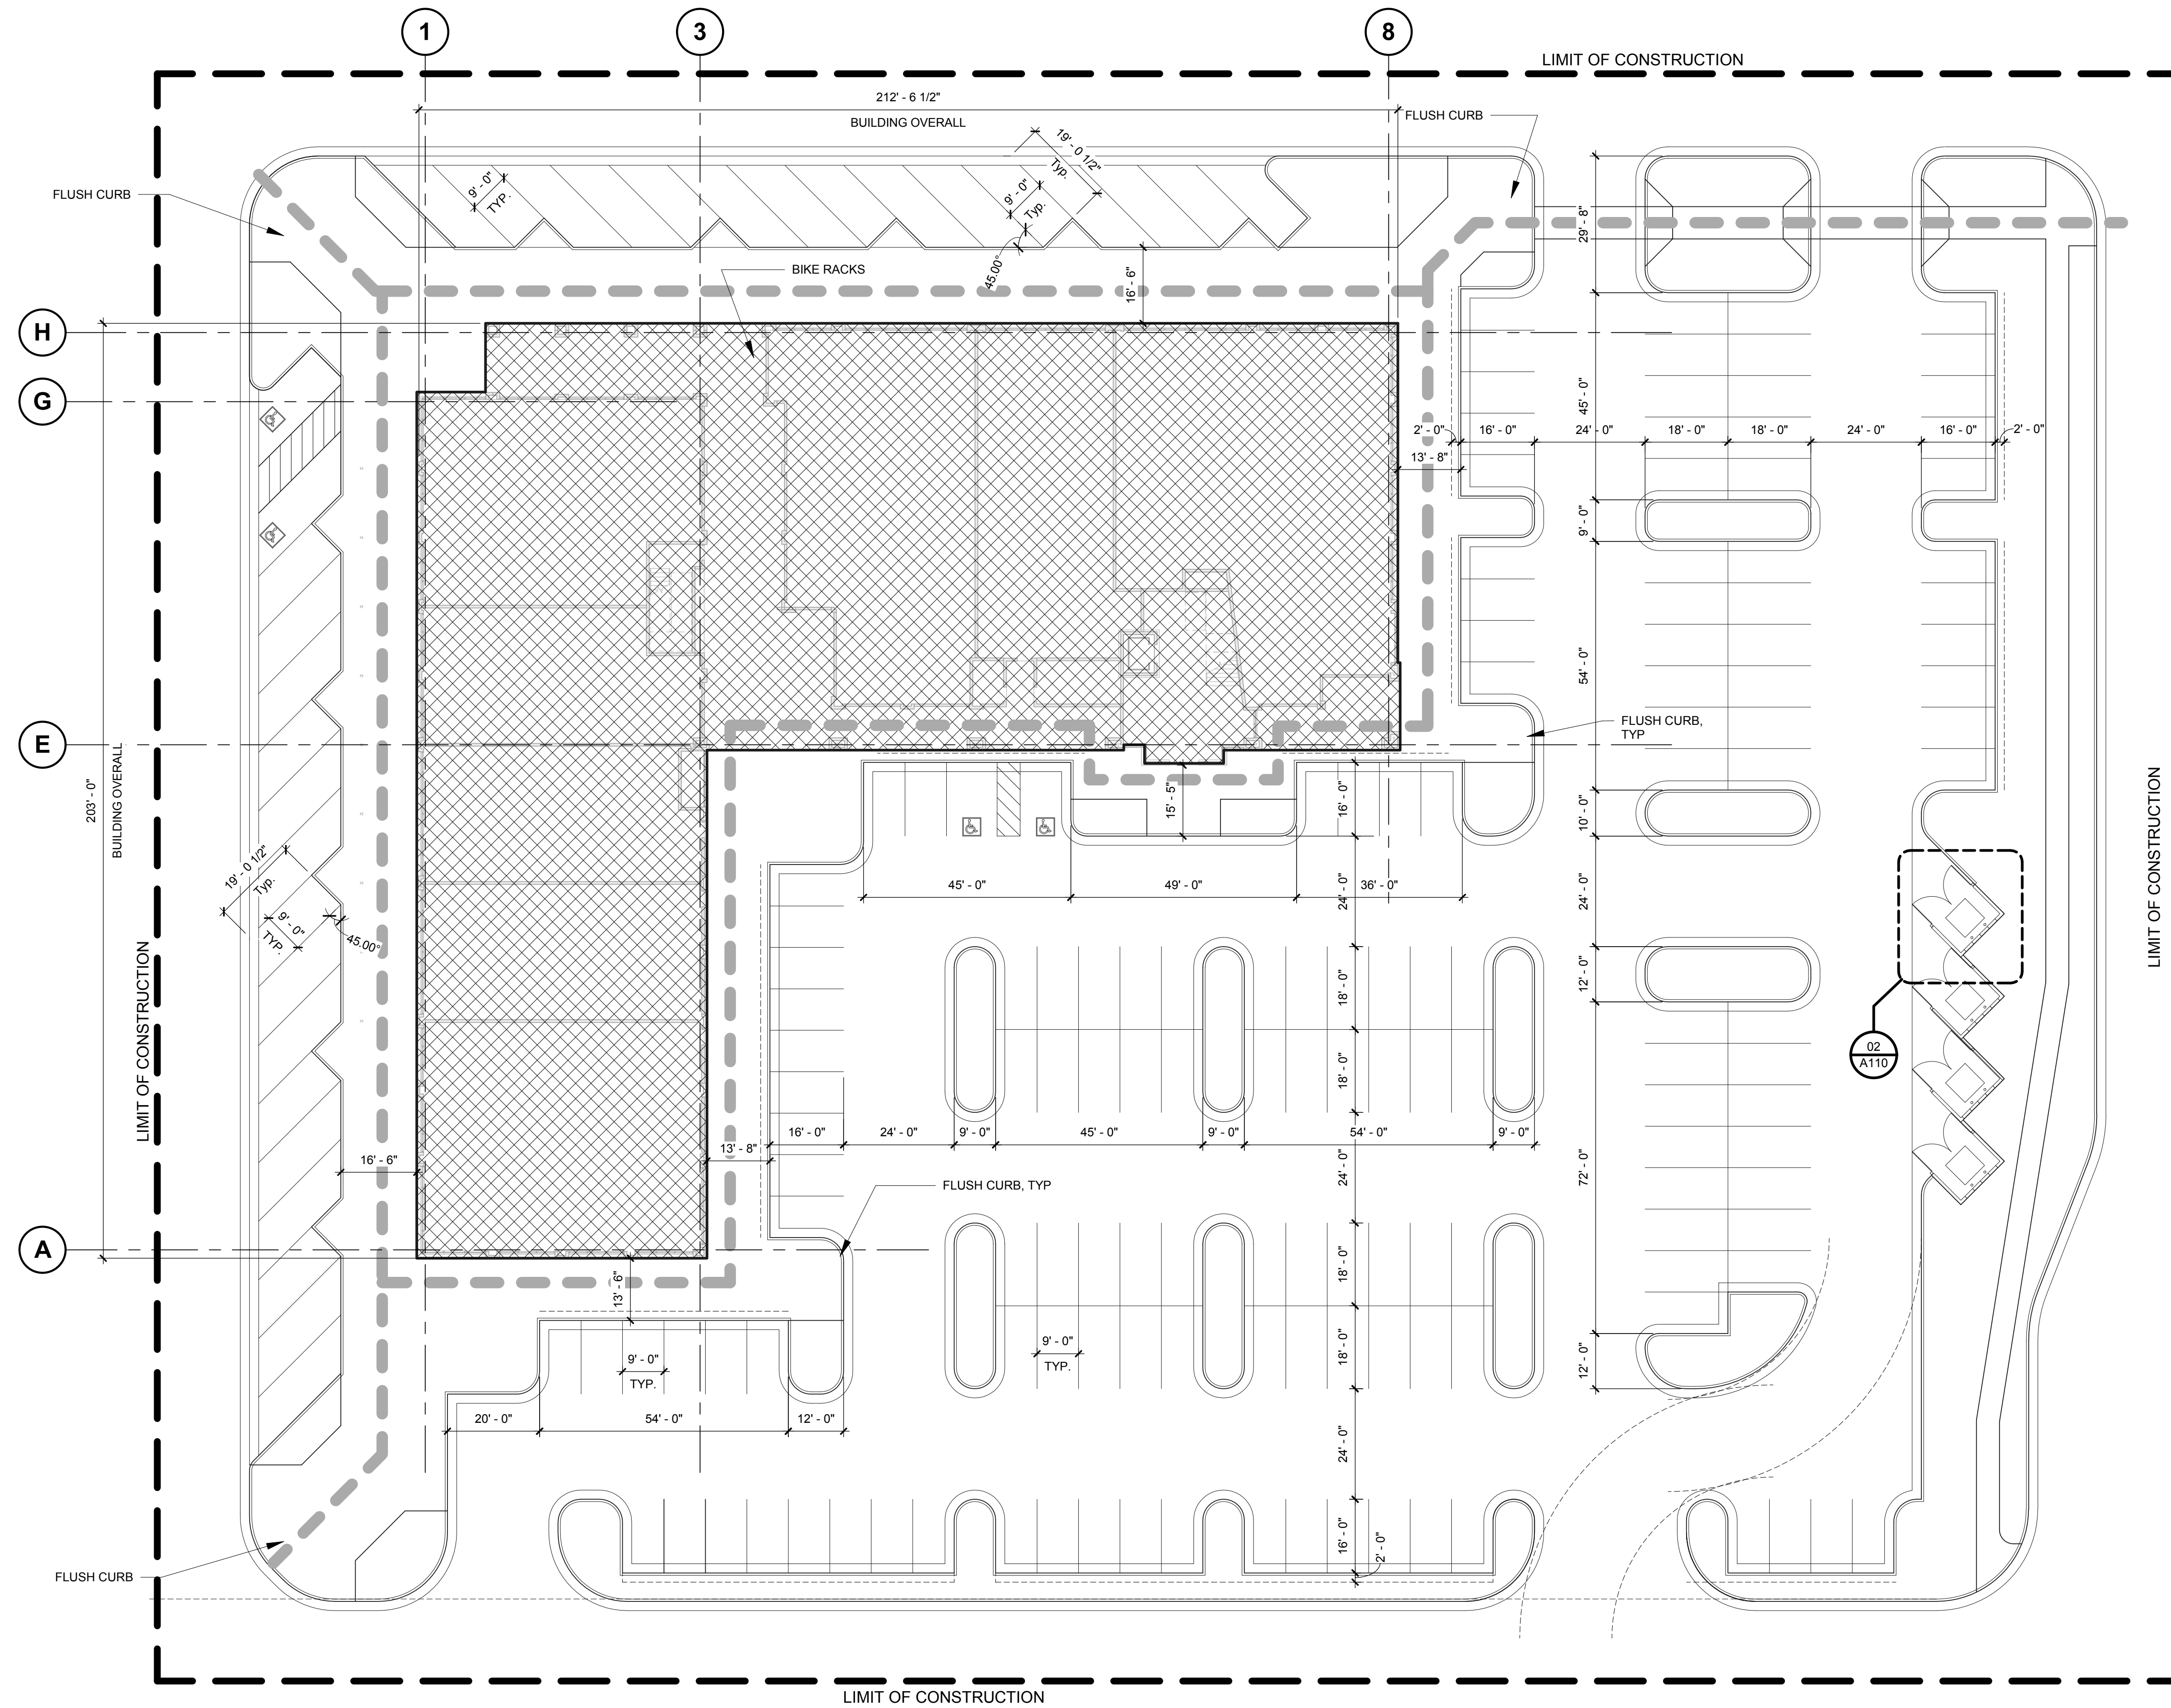 1
3
8
LIMIT OF CONSTRUCTION
212' - 6 1/2"
BUILDING OVERALL
FLUSH CURB
19' - 0 1/2"
Typ.
9' - 0"
TYP.
9' - 0"
Typ.
45.00°
FLUSH CURB
29' - 8"
BIKE RACKS
16' - 6"
H
G
45' - 0"
2' - 0"
16' - 0"
24' - 0"
18' - 0"
18' - 0"
24' - 0"
16' - 0"
2' - 0"
13' - 8"
9' - 0"
54' - 0"
FLUSH CURB,
TYP
E
203' - 0"
BUILDING OVERALL
15' - 5"
16' - 0"
10' - 0"
LIMIT OF CONSTRUCTION
19' - 0 1/2"
Typ.
9' - 0"
TYP.
45.00°
45' - 0"
49' - 0"
36' - 0"
24' - 0"
24' - 0"
12' - 0"
18' - 0"
18' - 0"
02
A110
LIMIT OF CONSTRUCTION
16' - 6"
13' - 8"
16' - 0"
24' - 0"
9' - 0"
45' - 0"
9' - 0"
54' - 0"
9' - 0"
24' - 0"
72' - 0"
FLUSH CURB, TYP
A
13' - 6"
18' - 0"
18' - 0"
9' - 0"
TYP.
9' - 0"
TYP.
12' - 0"
20' - 0"
54' - 0"
12' - 0"
24' - 0"
16' - 0"
2' - 0"
FLUSH CURB
LIMIT OF CONSTRUCTION